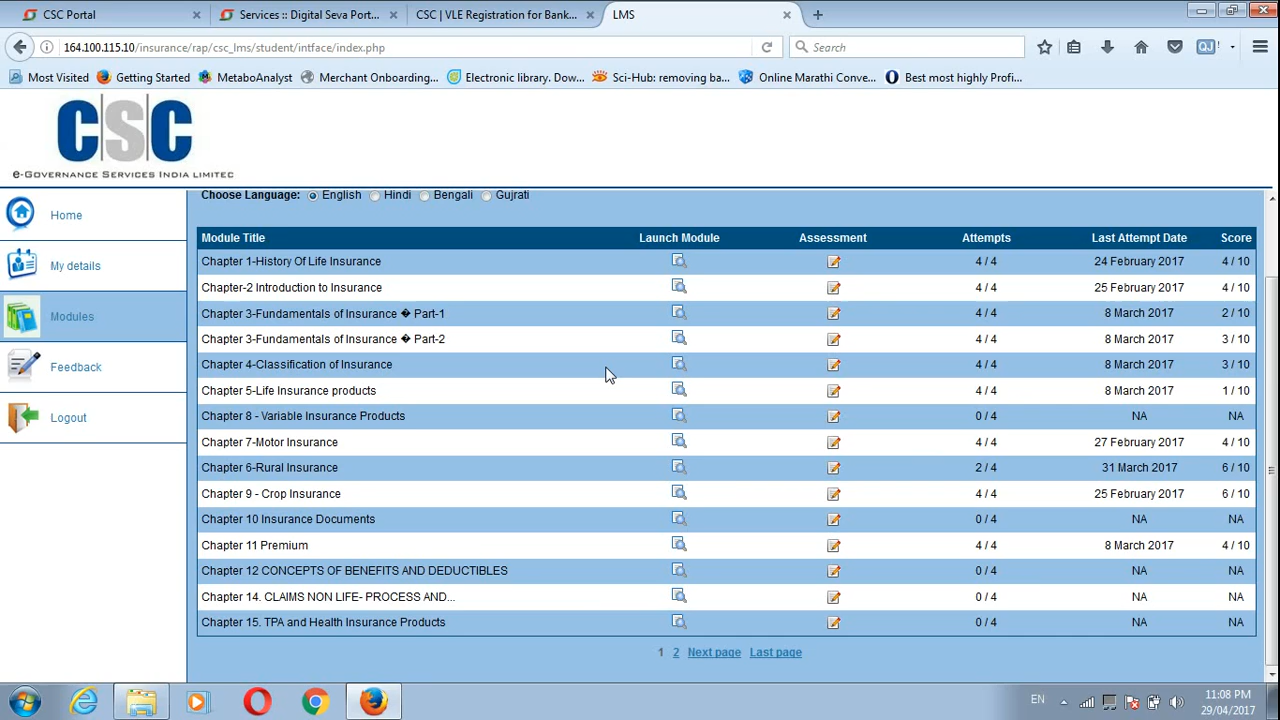 CSC Portal
Services :: Digital Seva Port...
CSC | VLE Registration for Bank...
LMS
164.100.115.10/insurance/rap/csc_lms/student/intface/index.php
Search
QJ
Most Visited
Getting Started
MetaboAnalyst
Merchant Onboarding...
Electronic library. Dow...
Sci-Hub: removing ba...
Online Marathi Conve...
Best most highly Profi...
CSC
e-GOVERNANCE SERVICES INDIA LIMITEC
Home
My details
Modules
Feedback
Logout
Choose Language: English Hindi Bengali Gujrati
Module Title Launch Module Assessment Attempts Last Attempt Date Score
Chapter 1-History Of Life Insurance 4 / 4 24 February 2017 4 / 10
Chapter-2 Introduction to Insurance 4 / 4 25 February 2017 4 / 10
Chapter 3-Fundamentals of Insurance � Part-1 4 / 4 8 March 2017 2 / 10
Chapter 3-Fundamentals of Insurance � Part-2 4 / 4 8 March 2017 3 / 10
Chapter 4-Classification of Insurance 4 / 4 8 March 2017 3 / 10
Chapter 5-Life Insurance products 4 / 4 8 March 2017 1 / 10
Chapter 8 - Variable Insurance Products 0 / 4 NA NA
Chapter 7-Motor Insurance 4 / 4 27 February 2017 4 / 10
Chapter 6-Rural Insurance 2 / 4 31 March 2017 6 / 10
Chapter 9 - Crop Insurance 4 / 4 25 February 2017 6 / 10
Chapter 10 Insurance Documents 0 / 4 NA NA
Chapter 11 Premium 4 / 4 8 March 2017 4 / 10
Chapter 12 CONCEPTS OF BENEFITS AND DEDUCTIBLES 0 / 4 NA NA
Chapter 14. CLAIMS NON LIFE- PROCESS AND... 0 / 4 NA NA
Chapter 15. TPA and Health Insurance Products 0 / 4 NA NA
1 2 Next page Last page
EN
11:08 PM
29/04/2017